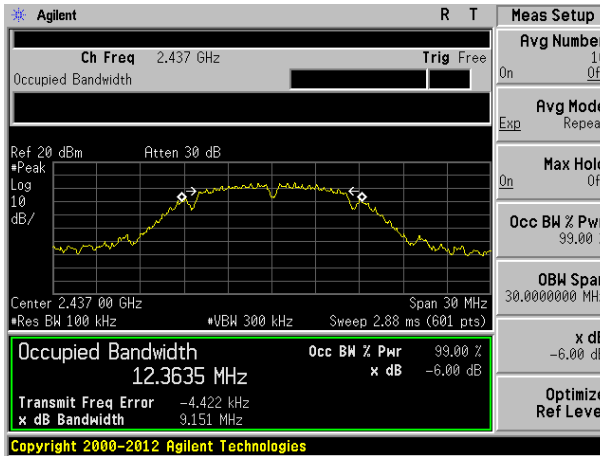 Agilent R T
Ch Freq 2.437 GHz Trig Free
Occupied Bandwidth
Ref 20 dBm Atten 30 dB
#Peak
Log
10
dB/
Center 2.437 00 GHz Span 30 MHz
#Res BW 100 kHz #VBW 300 kHz Sweep 2.88 ms (601 pts)
Occupied Bandwidth Occ BW % Pwr 99.00 %
12.3635 MHz x dB -6.00 dB
Transmit Freq Error -4.422 kHz
x dB Bandwidth 9.151 MHz
Copyright 2000-2012 Agilent Technologies
Meas Setup
Avg Number
On
Avg Mode
Exp
Max Hold
On
Occ BW % Pwr
99.00
OBW Span
30.0000000 MHz
x dB
-6.00 dB
Optimize
Ref Level